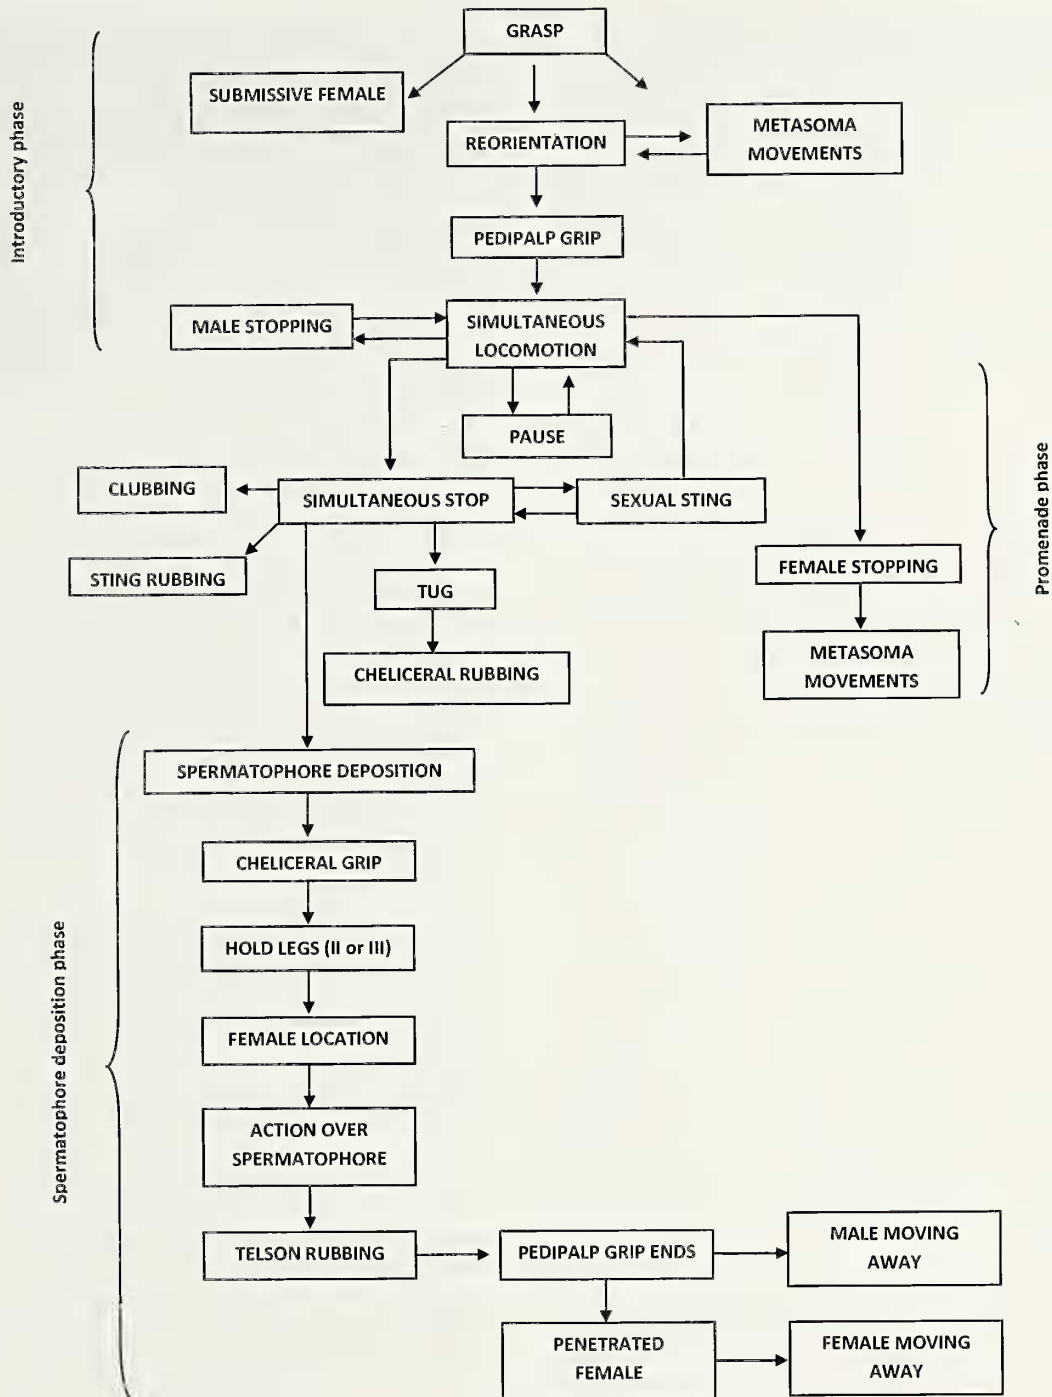 GRASP
SUBMISSIVE FEMALE
REORIENTATION
METASOMA
MOVEMENTS
PEDIPALP GRIP
Introductory phase
MALE STOPPING
SIMULTANEOUS
LOCOMOTION
PAUSE
CLUBBING
SIMULTANEOUS STOP
SEXUAL STING
STING RUBBING
TUG
FEMALE STOPPING
CHELICERAL RUBBING
METASOMA
MOVEMENTS
Promenade phase
SPERMATOPHORE DEPOSITION
CHELICERAL GRIP
HOLD LEGS (II or III)
FEMALE LOCATION
ACTION OVER
SPERMATOPHORE
Spermatophore deposition phase
TELSON RUBBING
PEDIPALP GRIP ENDS
MALE MOVING
AWAY
PENETRATED
FEMALE
FEMALE MOVING
AWAY